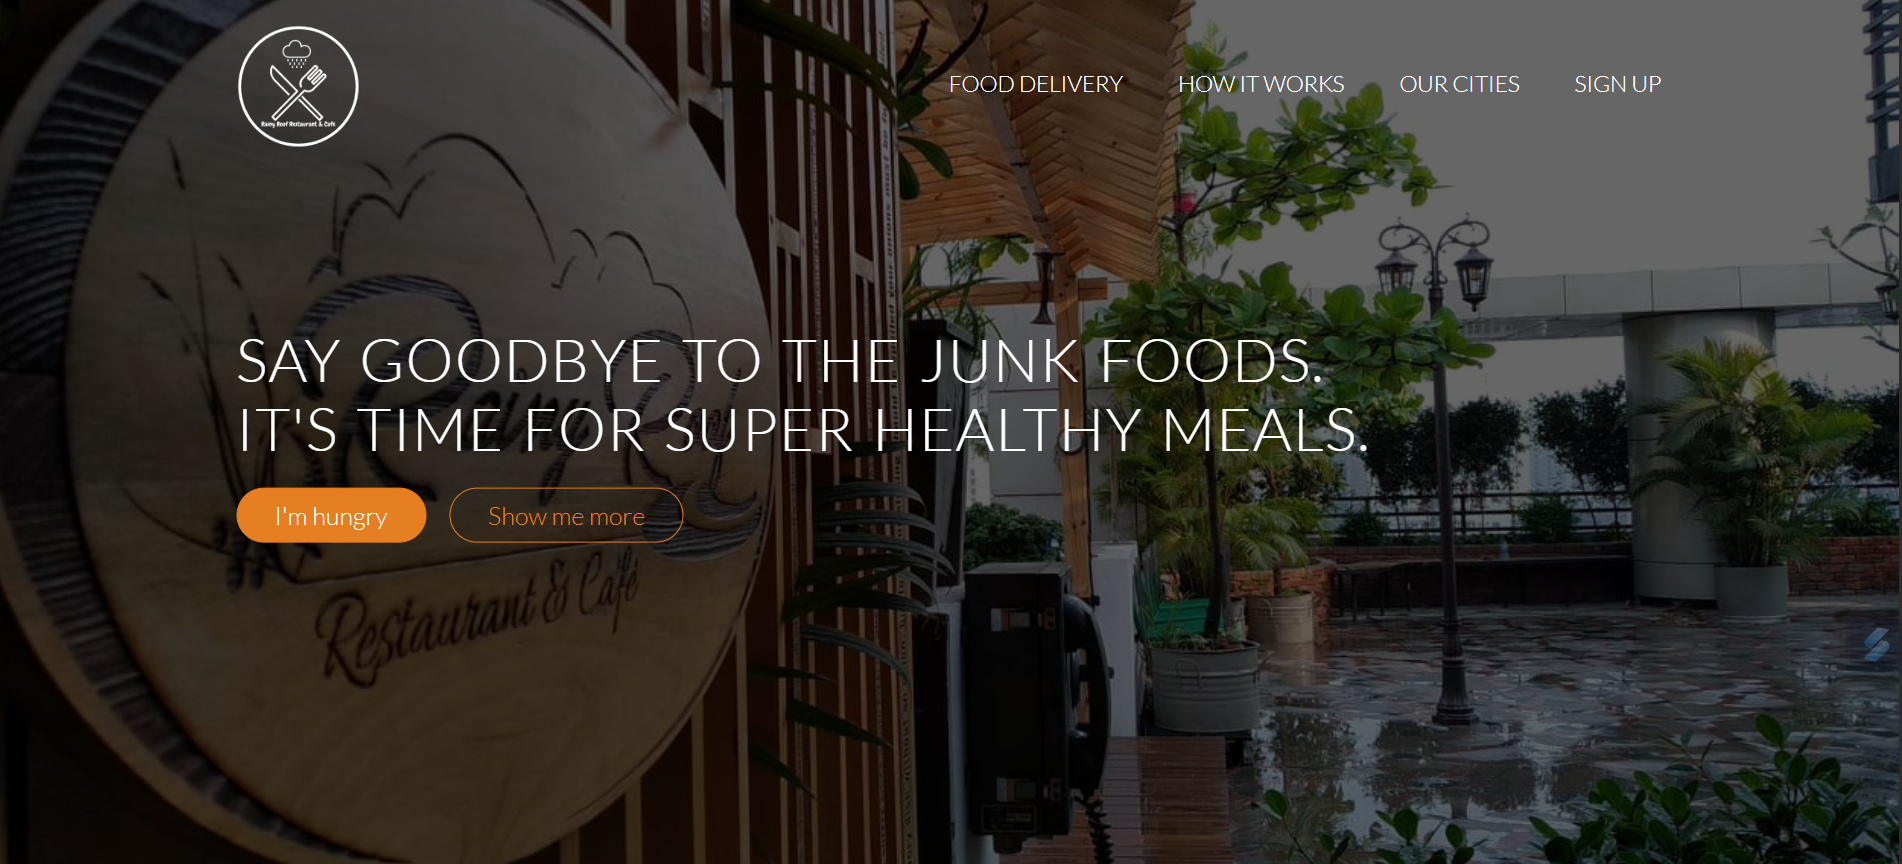 Rainy Roof Restaurant & Cafe
FOOD DELIVERY
HOW IT WORKS
OUR CITIES
SIGN UP
SAY GOODBYE TO THE JUNK FOODS.
IT'S TIME FOR SUPER HEALTHY MEALS.
I'm hungry
Show me more
Restaurant & Café